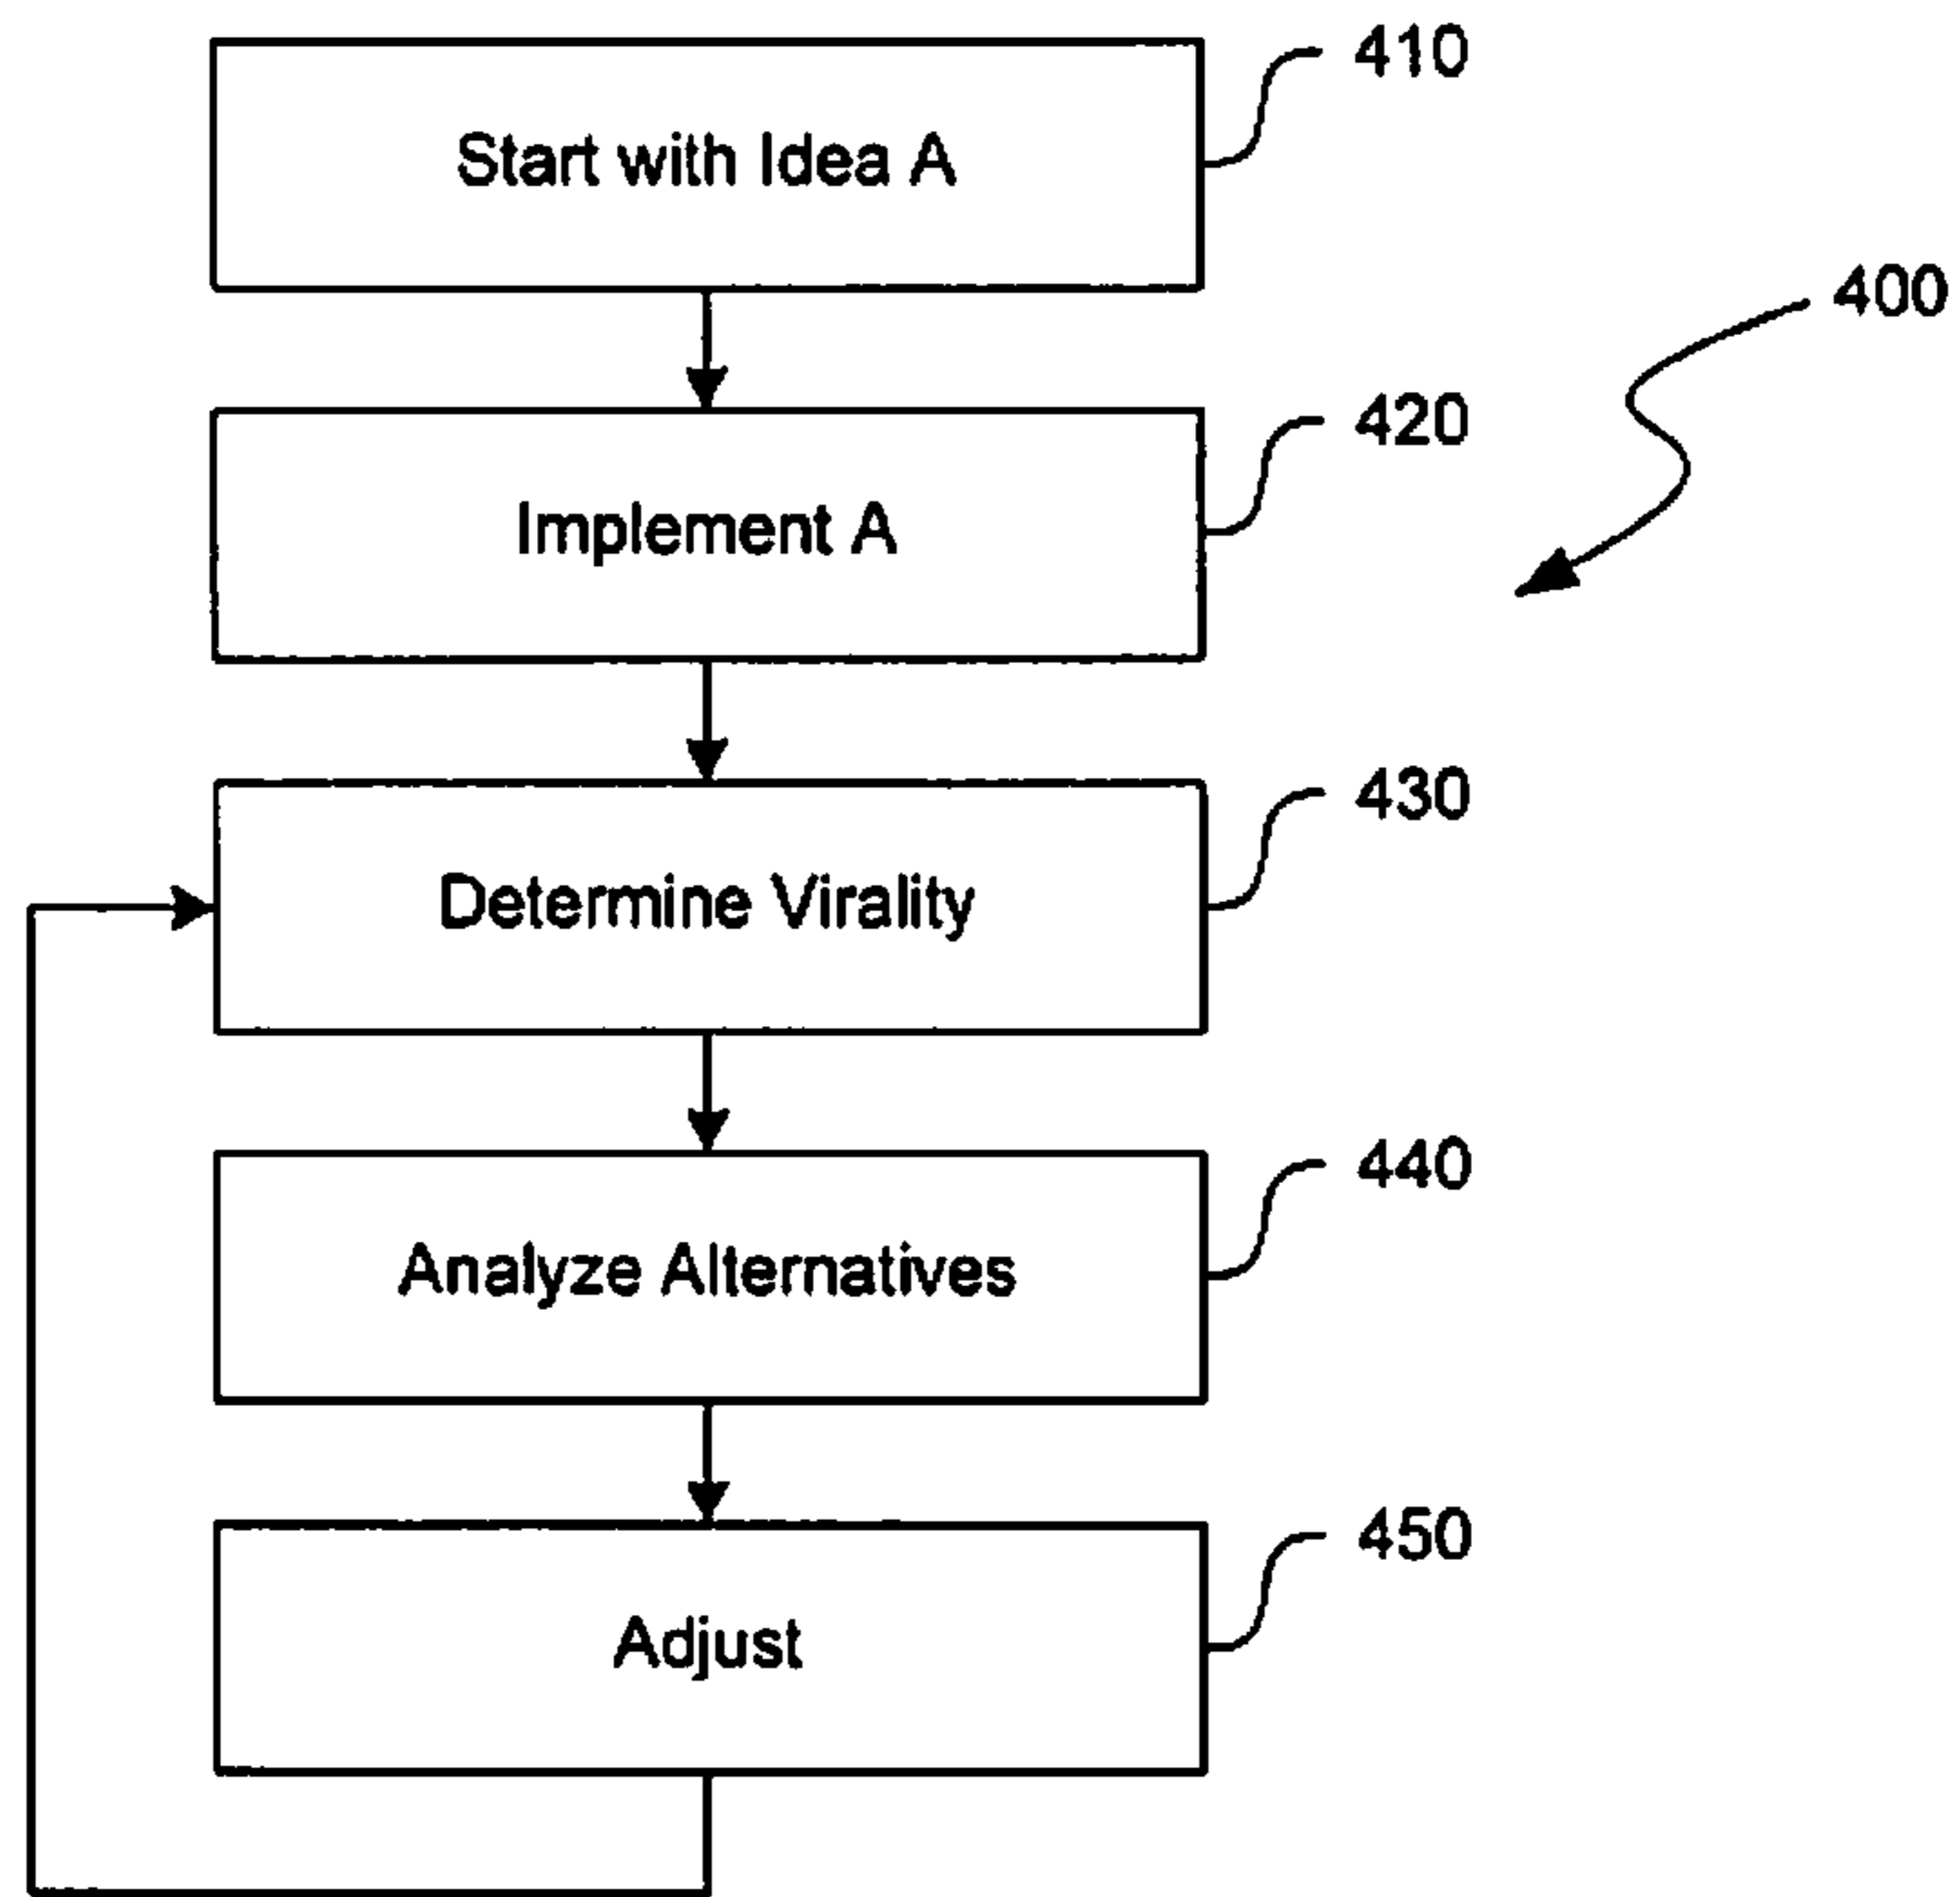 Start with Idea A
410
400
Implement A
420
Determine Virality
430
Analyze Alternatives
440
Adjust
450